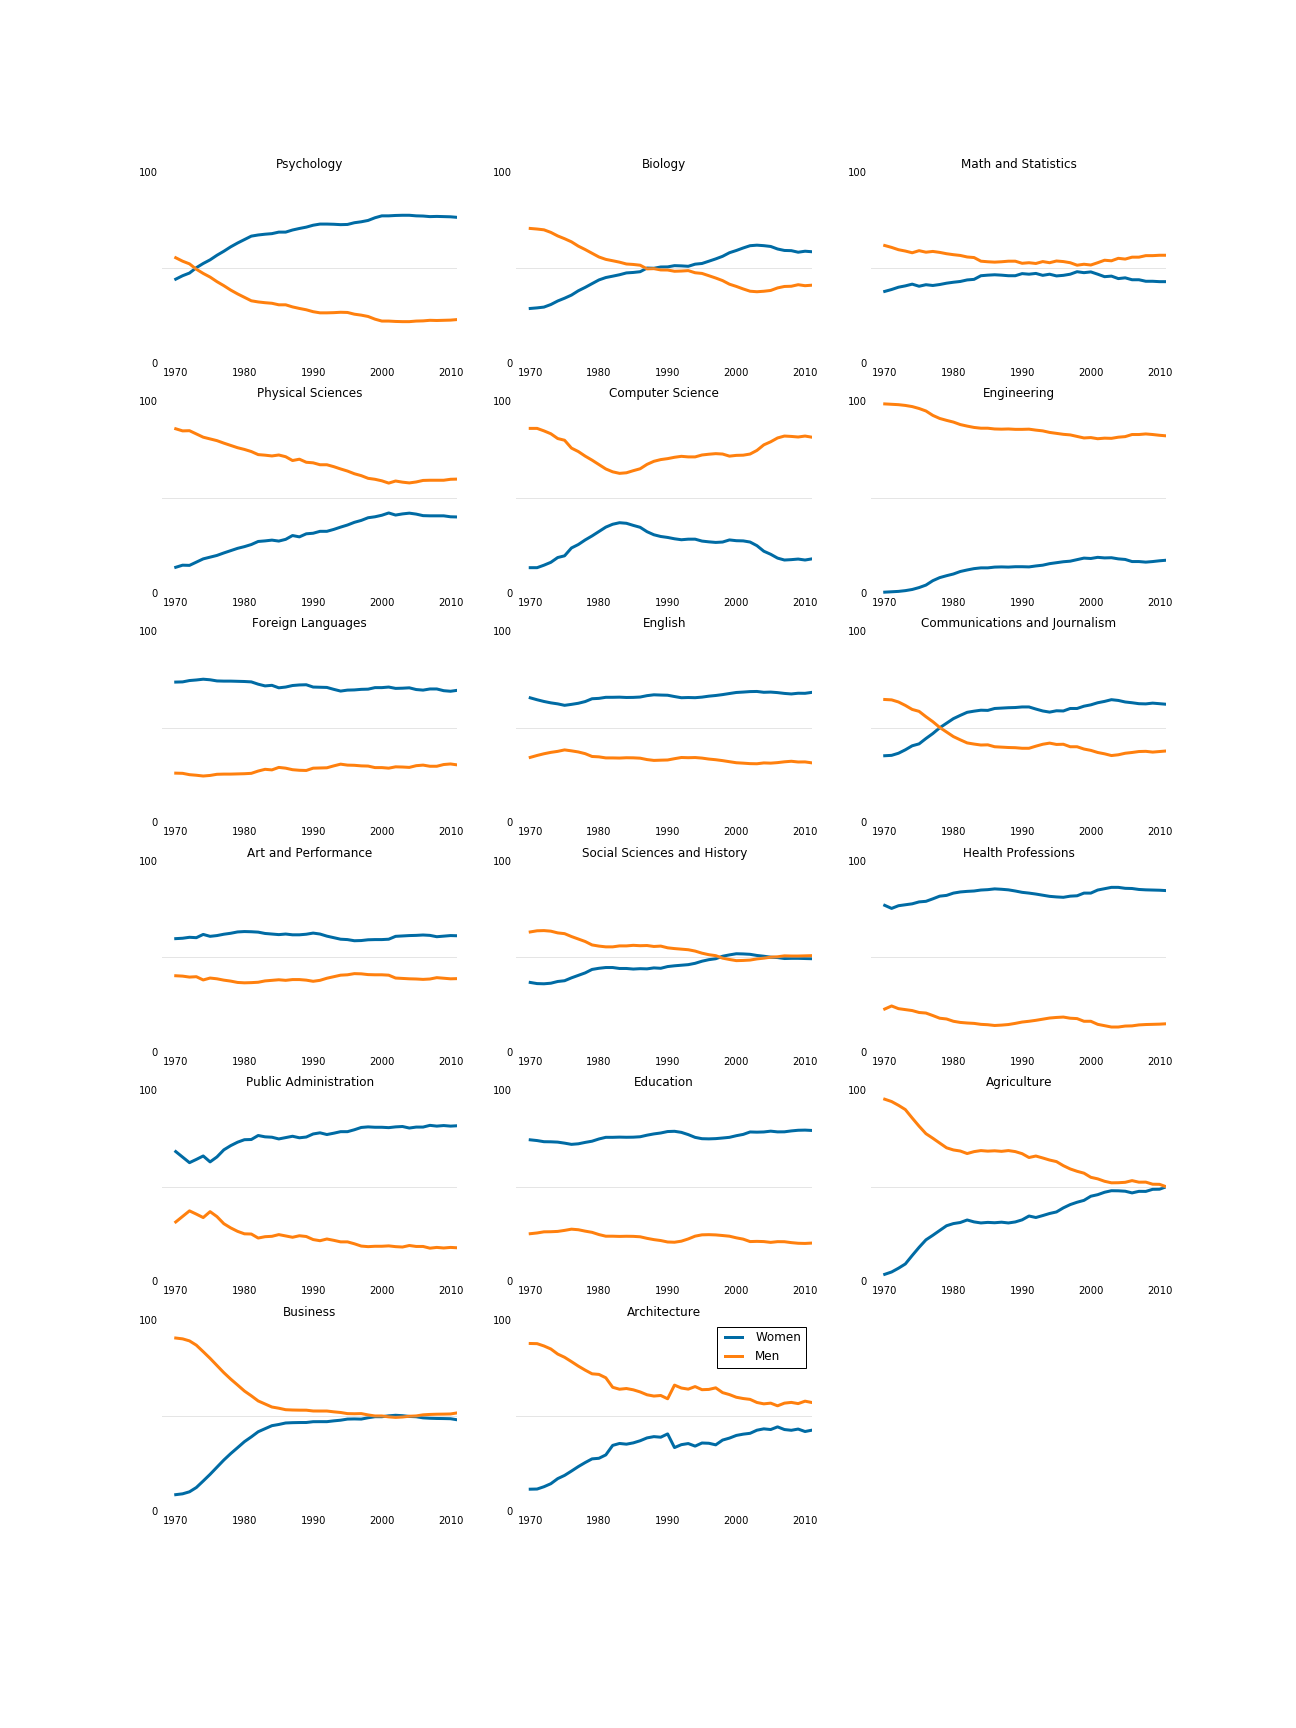 Psychology Biology Math and Statistics
100 100 100
0 0 0
1970 1980 1990 2000 2010 1970 1980 1990 2000 2010 1970 1980 1990 2000 2010
Physical Sciences Computer Science Engineering
100 100 100
0 0 0
1970 1980 1990 2000 2010 1970 1980 1990 2000 2010 1970 1980 1990 2000 2010
Foreign Languages English Communications and Journalism
100 100 100
0 0 0
1970 1980 1990 2000 2010 1970 1980 1990 2000 2010 1970 1980 1990 2000 2010
Art and Performance Social Sciences and History Health Professions
100 100 100
0 0 0
1970 1980 1990 2000 2010 1970 1980 1990 2000 2010 1970 1980 1990 2000 2010
Public Administration Education Agriculture
100 100 100
0 0 0
1970 1980 1990 2000 2010 1970 1980 1990 2000 2010 1970 1980 1990 2000 2010
Business Architecture
100 100
Women
Men
0 0
1970 1980 1990 2000 2010 1970 1980 1990 2000 2010